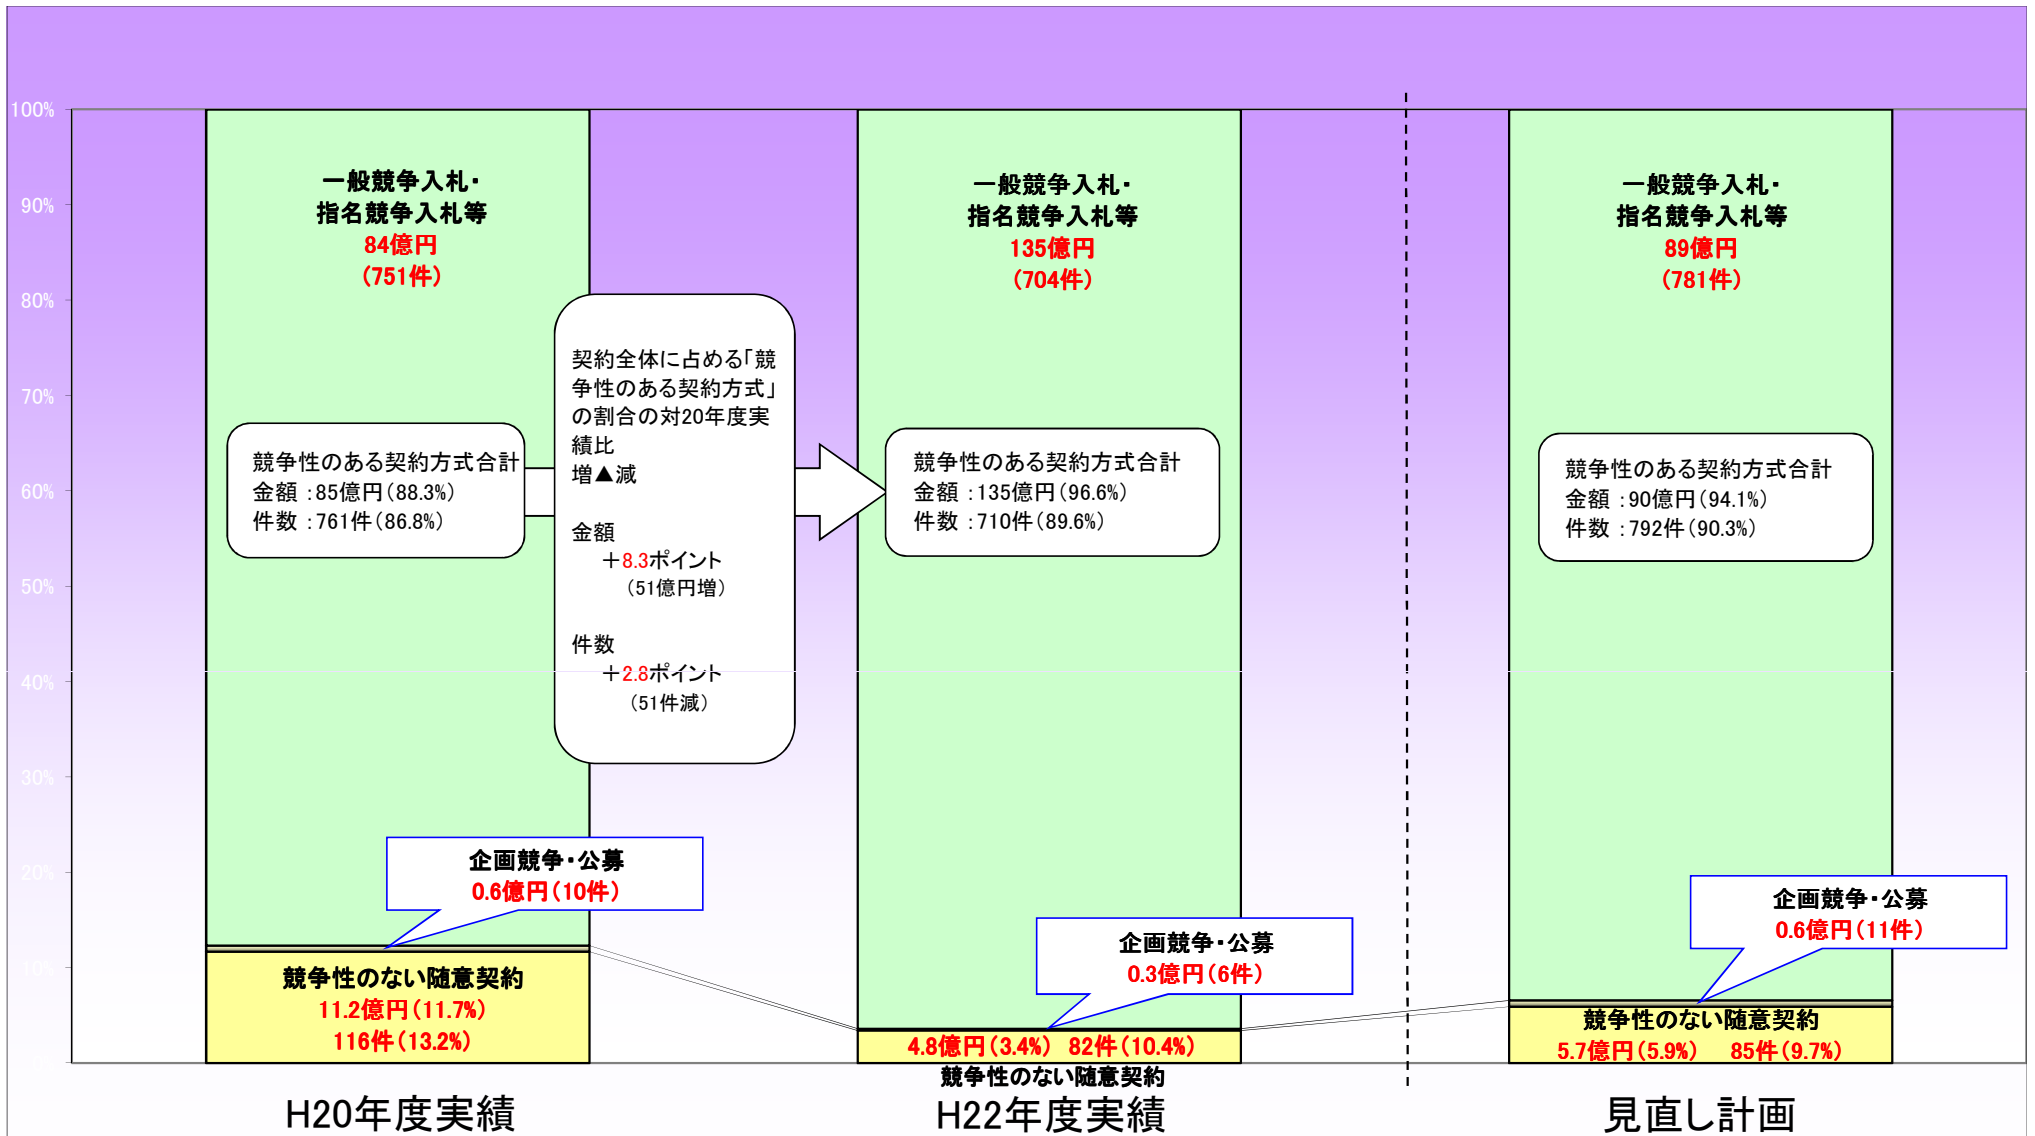 100%
90%
80%
70%
60%
50%
40%
30%
20%
10%
一般競争入札・
指名競争入札等
84億円
(751件)
競争性のある契約方式合計
金額：85億円(88.3%)
件数：761件(86.8%)
企画競争・公募
0.6億円(10件)
競争性のない随意契約
11.2億円(11.7%)
116件(13.2%)
H20年度実績
契約全体に占める「競
争性のある契約方式」
の割合の対20年度実
績比
増▲減
金額
＋8.3ポイント
(51億円増)
件数
＋2.8ポイント
(51件減)
一般競争入札・
指名競争入札等
135億円
(704件)
競争性のある契約方式合計
金額：135億円(96.6%)
件数：710件(89.6%)
企画競争・公募
0.3億円(6件)
4.8億円(3.4%) 82件(10.4%)
競争性のない随意契約
H22年度実績
一般競争入札・
指名競争入札等
89億円
(781件)
競争性のある契約方式合計
金額：90億円(94.1%)
件数：792件(90.3%)
企画競争・公募
0.6億円(11件)
競争性のない随意契約
5.7億円(5.9%) 85件(9.7%)
見直し計画